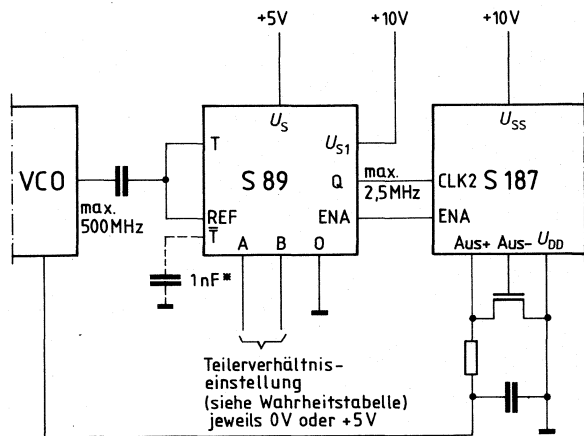 +5V
+10V
+10V
U_S
U_S1
U_SS
VCO
T
S 89
Q
max.
2,5MHz
CLK2
S 187
max.
500MHz
REF
ENA
ENA
T̅
A
B
O
Aus+
Aus-
U_DD
1nF*
Teilerverhältnis-
einstellung
(siehe Wahrheitstabelle)
jeweils 0V oder +5V